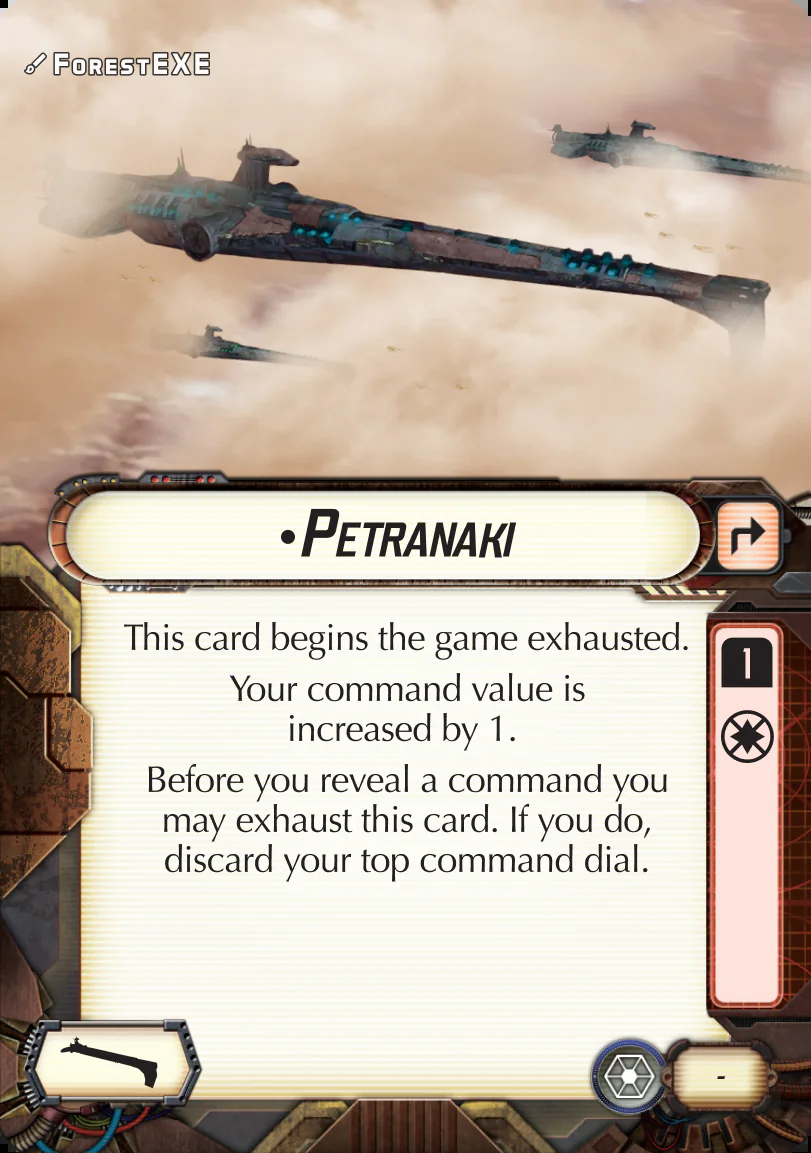 ForestEXE
•Petranaki
This card begins the game exhausted.
Your command value is
increased by 1.
1
Before you reveal a command you
may exhaust this card. If you do,
discard your top command dial.
-